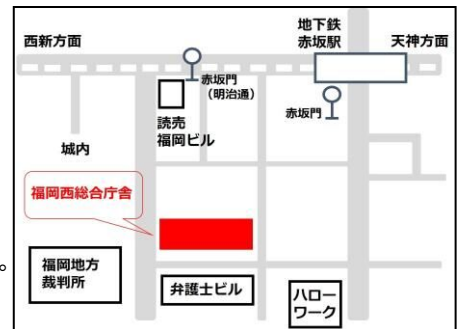 地下鉄
赤坂駅
西新方面
天神方面
赤坂門
（明治通）
赤坂門
読売
福岡ビル
城内
福岡西総合庁舎
。
福岡地方
裁判所
弁護士ビル
ハロー
ワーク